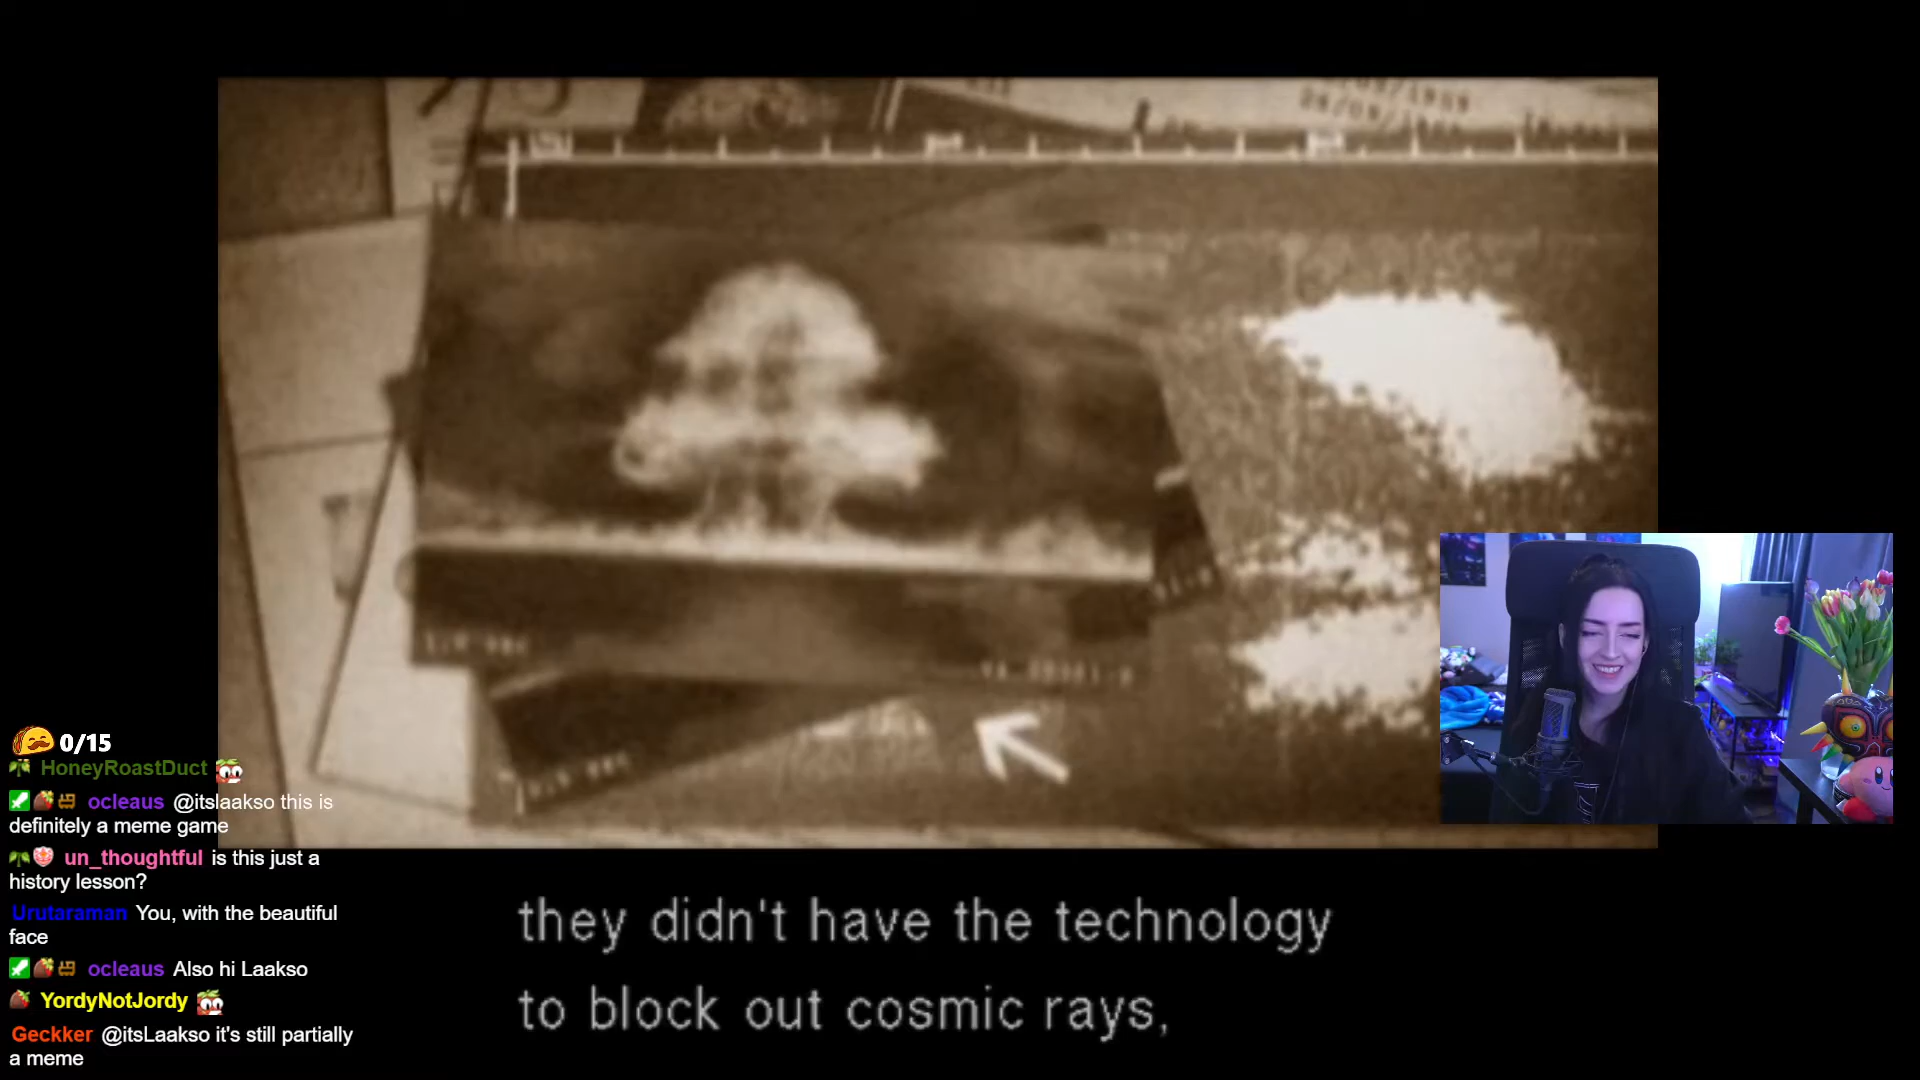 0/15
HoneyRoastDuct
ocleaus @itslaakso this is
definitely a meme game
un_thoughtful is this just a
history lesson?
Urutaraman You, with the beautiful
face
ocleaus Also hi Laakso
YordyNotJordy
Geckker @itsLaakso it's still partially
a meme
they didn't have the technology
to block out cosmic rays,